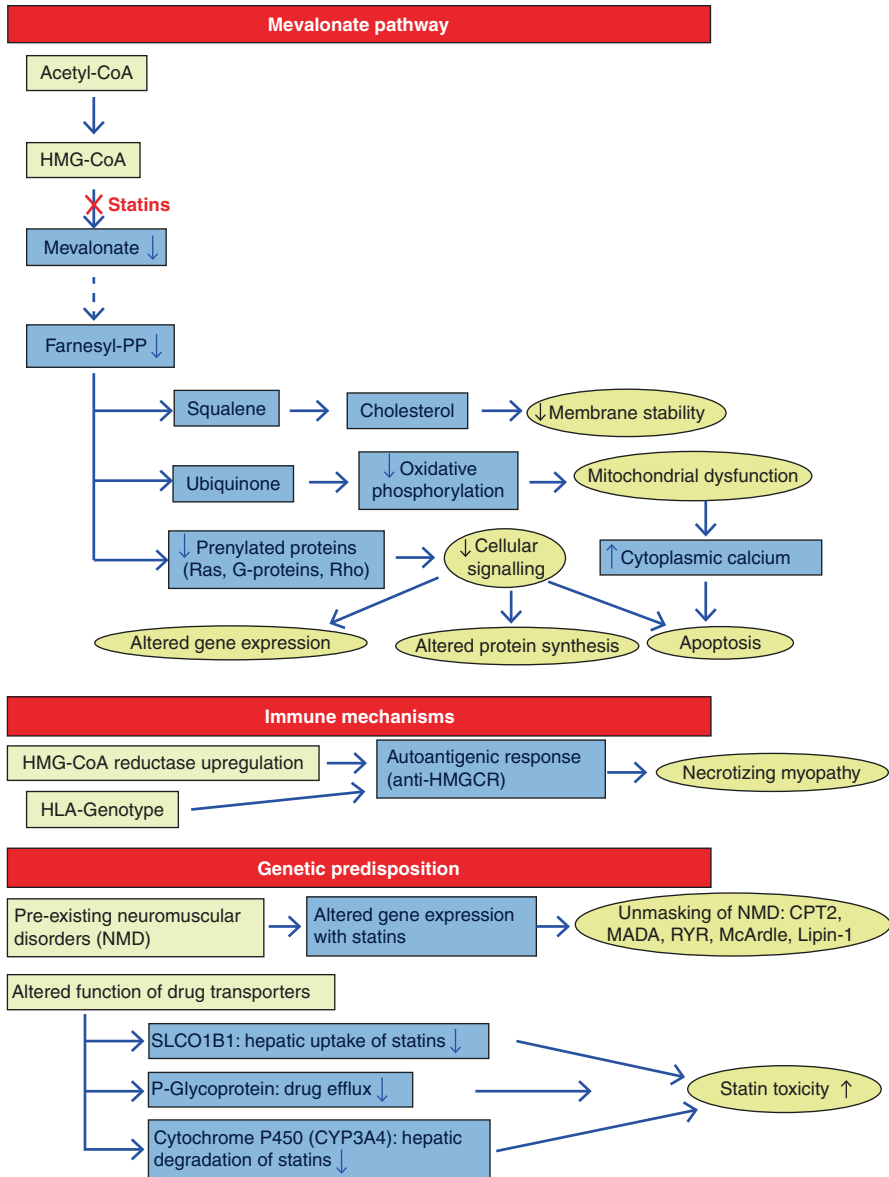 Mevalonate pathway
Acetyl-CoA
HMG-CoA
Statins
Mevalonate ↓
Farnesyl-PP ↓
Squalene
Cholesterol
↓ Membrane stability
Ubiquinone
↓ Oxidative
phosphorylation
Mitochondrial dysfunction
↓ Prenylated proteins
(Ras, G-proteins, Rho)
↓ Cellular
signalling
↑ Cytoplasmic calcium
Altered gene expression
Altered protein synthesis
Apoptosis
Immune mechanisms
HMG-CoA reductase upregulation
HLA-Genotype
Autoantigenic response
(anti-HMGCR)
Necrotizing myopathy
Genetic predisposition
Pre-existing neuromuscular
disorders (NMD)
Altered gene expression
with statins
Unmasking of NMD: CPT2,
MADA, RYR, McArdle, Lipin-1
Altered function of drug transporters
SLCO1B1: hepatic uptake of statins ↓
P-Glycoprotein: drug efflux ↓
Cytochrome P450 (CYP3A4): hepatic
degradation of statins ↓
Statin toxicity ↑